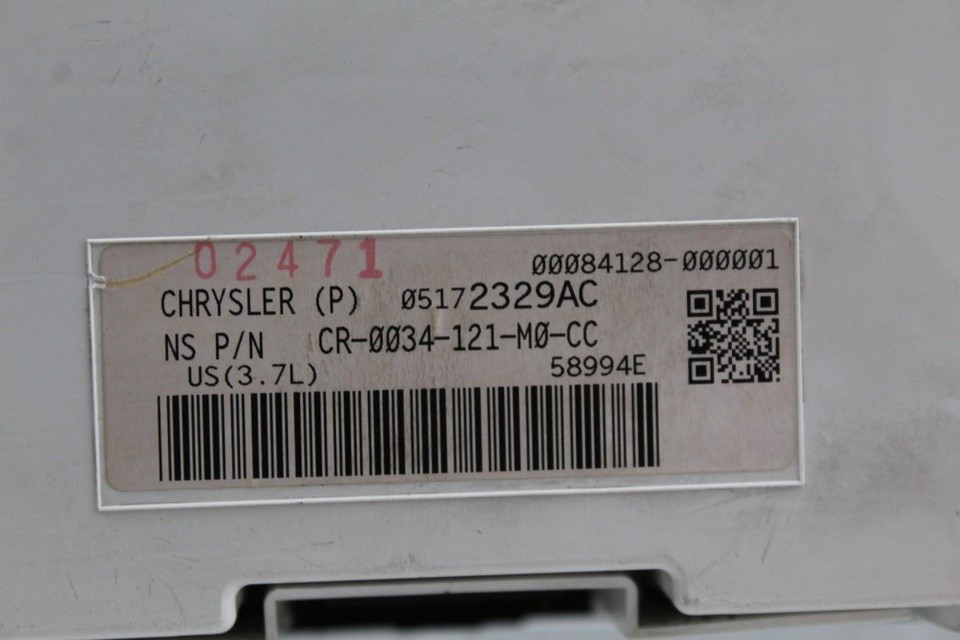 02471
00084128-000001
CHRYSLER (P) 05172329AC
NS P/N CR-0034-121-M0-CC
US(3.7L) 58994E